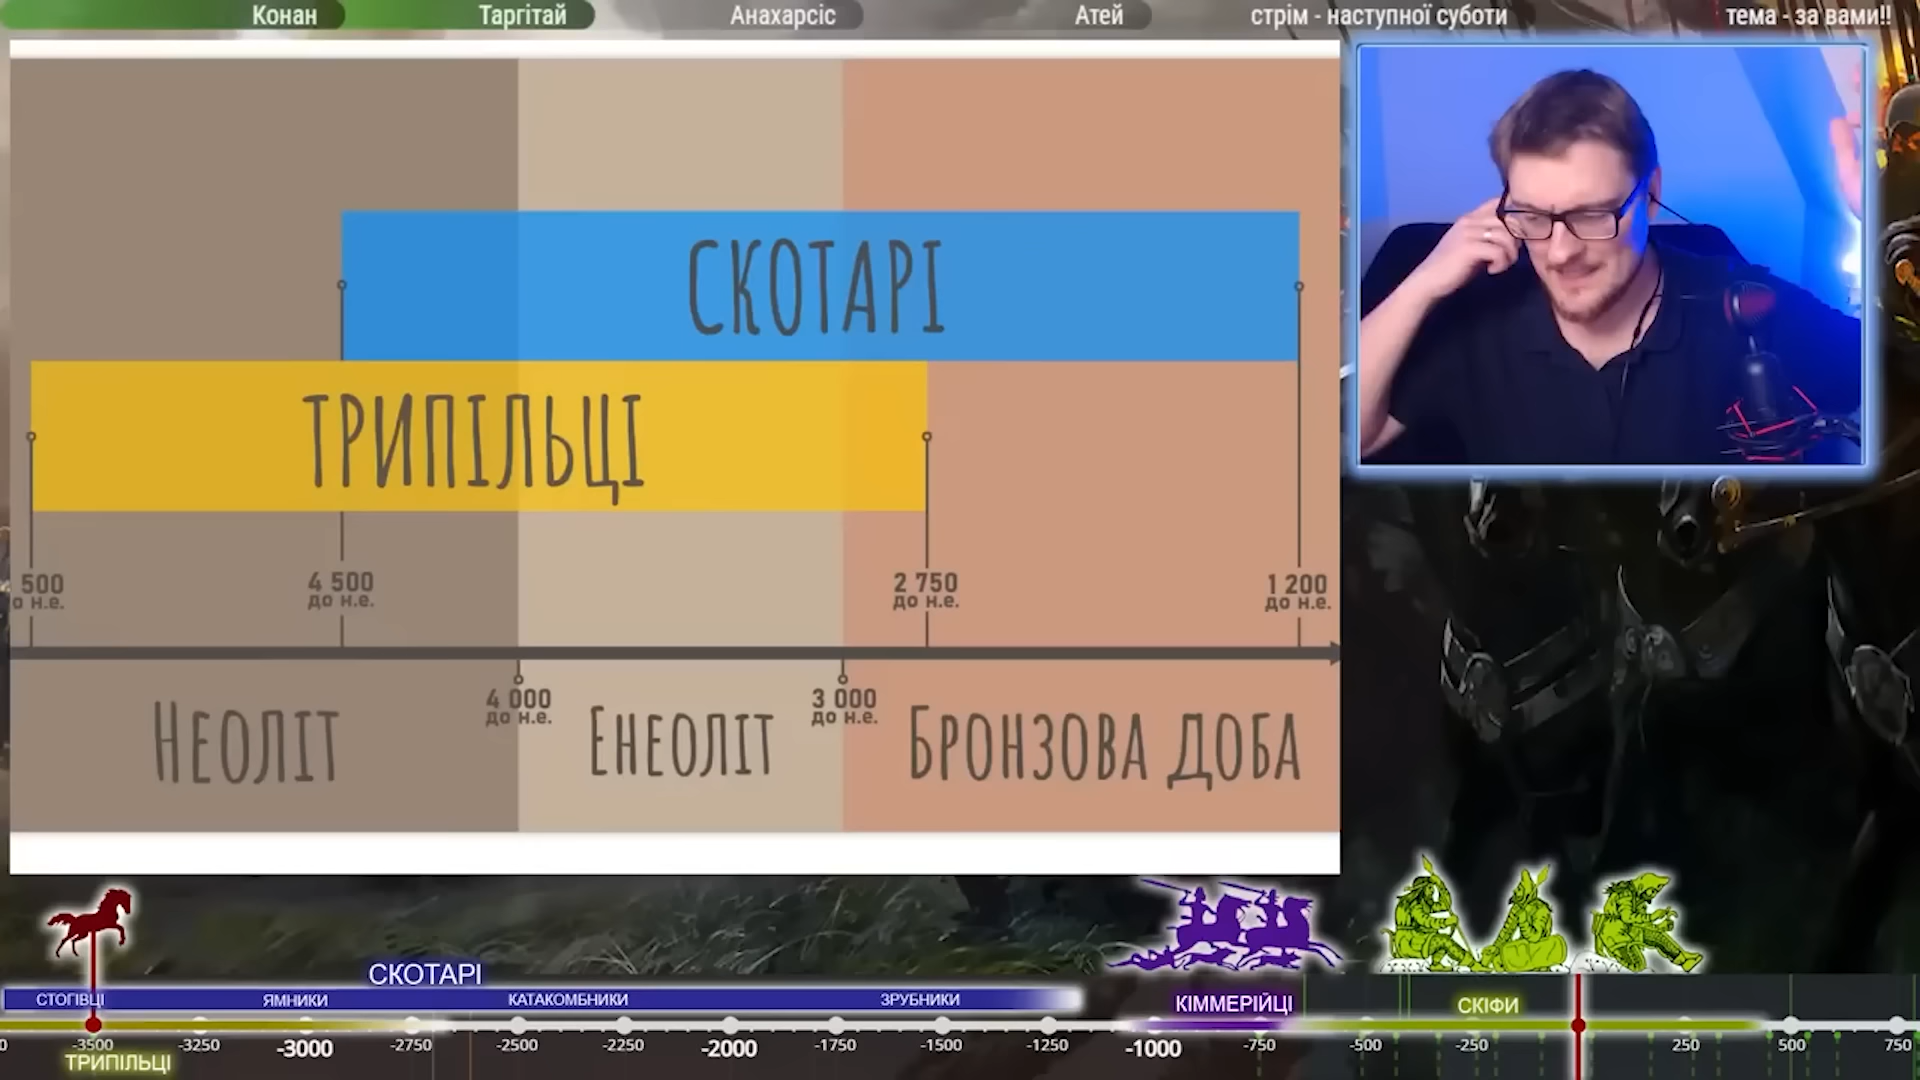 Конан
Таргітай
Анахарсіс
Атей
стрім - наступної суботи
тема - за вами!!
СКОТАРІ
ТРИПІЛЬЦІ
500
о н.е.
4 500
до н.е.
2 750
до н.е.
1 200
до н.е.
4 000
до н.е.
3 000
до н.е.
НЕОЛІТ
ЕНЕОЛІТ
БРОНЗОВА ДОБА
СКОТАРІ
СТОГІВЦІ
ЯМНИКИ
КАТАКОМБНИКИ
ЗРУБНИКИ
КІММЕРІЙЦІ
СКІФИ
0 -3500 -3250 -3000 -2750 -2500 -2250 -2000 -1750 -1500 -1250 -1000 -750 -500 -250 250 500 750
ТРИПІЛЬЦІ